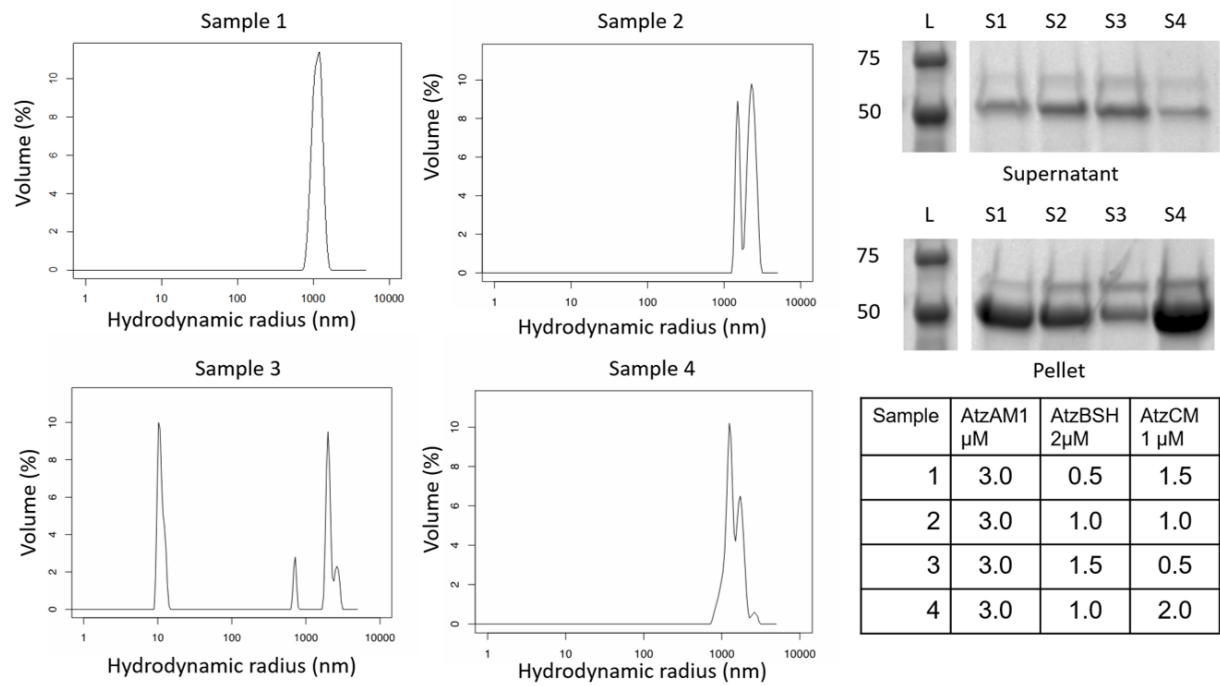 Sample 1
Volume (%)
0
2
4
6
8
10
1
10
100
1000
10000
Hydrodynamic radius (nm)
Sample 2
Volume (%)
0
2
4
6
8
10
1
10
100
1000
10000
Hydrodynamic radius (nm)
Sample 3
Volume (%)
0
2
4
6
8
10
1
10
100
1000
10000
Hydrodynamic radius (nm)
Sample 4
Volume (%)
0
2
4
6
8
10
1
10
100
1000
10000
Hydrodynamic radius (nm)
L S1 S2 S3 S4
75
50
Supernatant
L S1 S2 S3 S4
75
50
Pellet
Sample AtzAM1 AtzBSH AtzCM
µM 2µM 1 µM
1 3.0 0.5 1.5
2 3.0 1.0 1.0
3 3.0 1.5 0.5
4 3.0 1.0 2.0